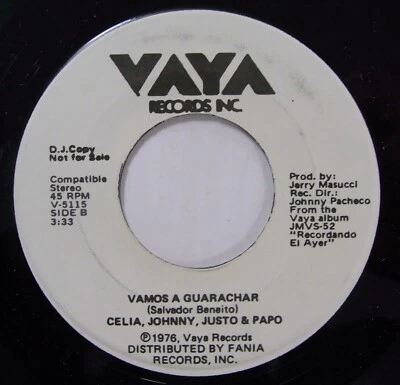 VAYA
RECORDS INC.
D.J. Copy
Not for Sale
Compatible
Stereo
45 RPM
V-5115
SIDE B
3:33
Prod. by:
Jerry Masucci
Rec. Dir.:
Johnny Pacheco
From the
Vaya album
JMVS-52
"Recordando
El Ayer"
VAMOS A GUARACHAR
(Salvador Beneito)
CELIA, JOHNNY, JUSTO & PAPO
Ⓟ1976, Vaya Records
DISTRIBUTED BY FANIA
RECORDS, INC.